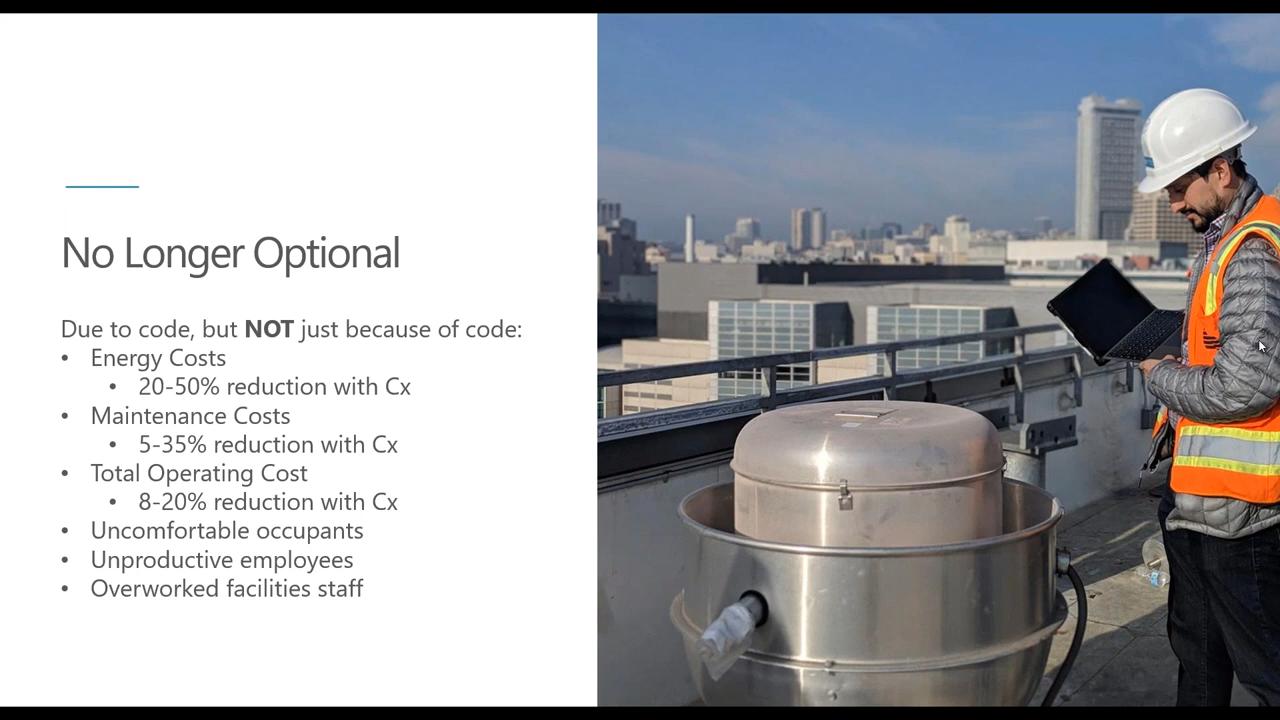 No Longer Optional
Due to code, but NOT just because of code:
• Energy Costs
• 20-50% reduction with Cx
• Maintenance Costs
• 5-35% reduction with Cx
• Total Operating Cost
• 8-20% reduction with Cx
• Uncomfortable occupants
• Unproductive employees
• Overworked facilities staff